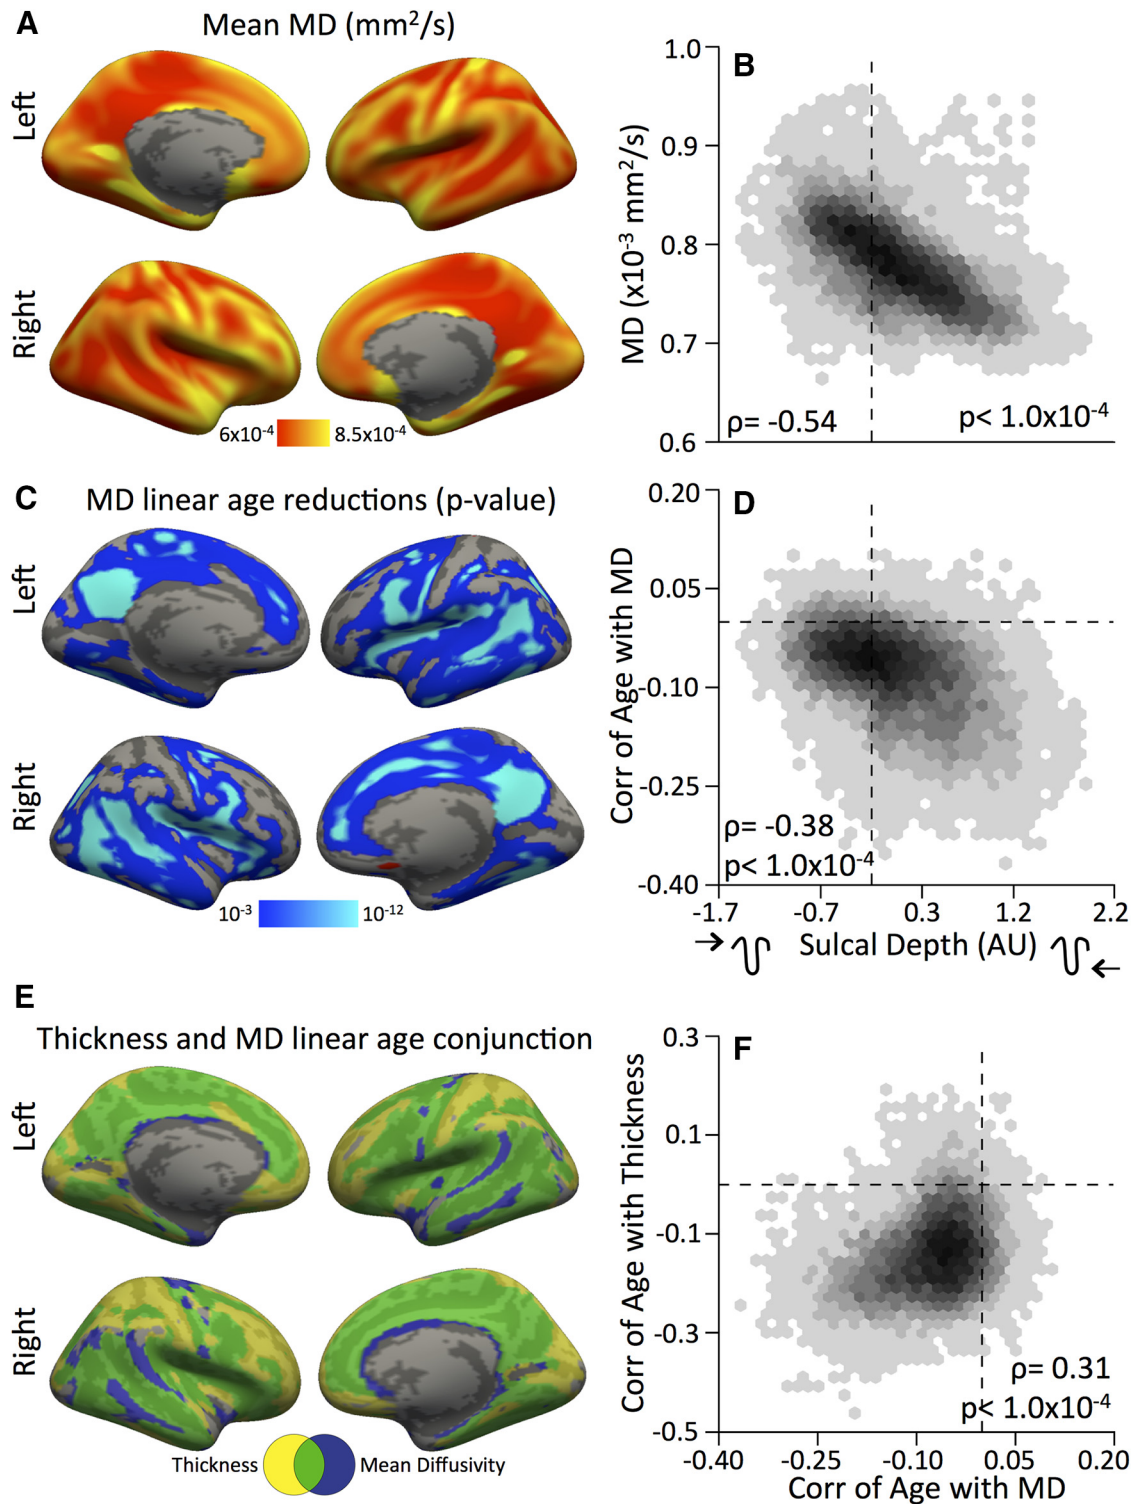 A
Mean MD (mm²/s)
Left
Right
6x10⁻⁴
8.5x10⁻⁴
B
1.0
0.9
0.8
0.7
0.6
MD (x10⁻³ mm²/s)
ρ= -0.54
p< 1.0x10⁻⁴
C
MD linear age reductions (p-value)
Left
Right
10⁻³
10⁻¹²
D
0.20
0.05
-0.10
-0.25
-0.40
Corr of Age with MD
ρ= -0.38
p< 1.0x10⁻⁴
-1.7
-0.7
0.3
1.2
2.2
Sulcal Depth (AU)
E
Thickness and MD linear age conjunction
Left
Right
Thickness
Mean Diffusivity
F
0.3
0.1
-0.1
-0.3
-0.5
Corr of Age with Thickness
ρ= 0.31
p< 1.0x10⁻⁴
-0.40
-0.25
-0.10
0.05
0.20
Corr of Age with MD